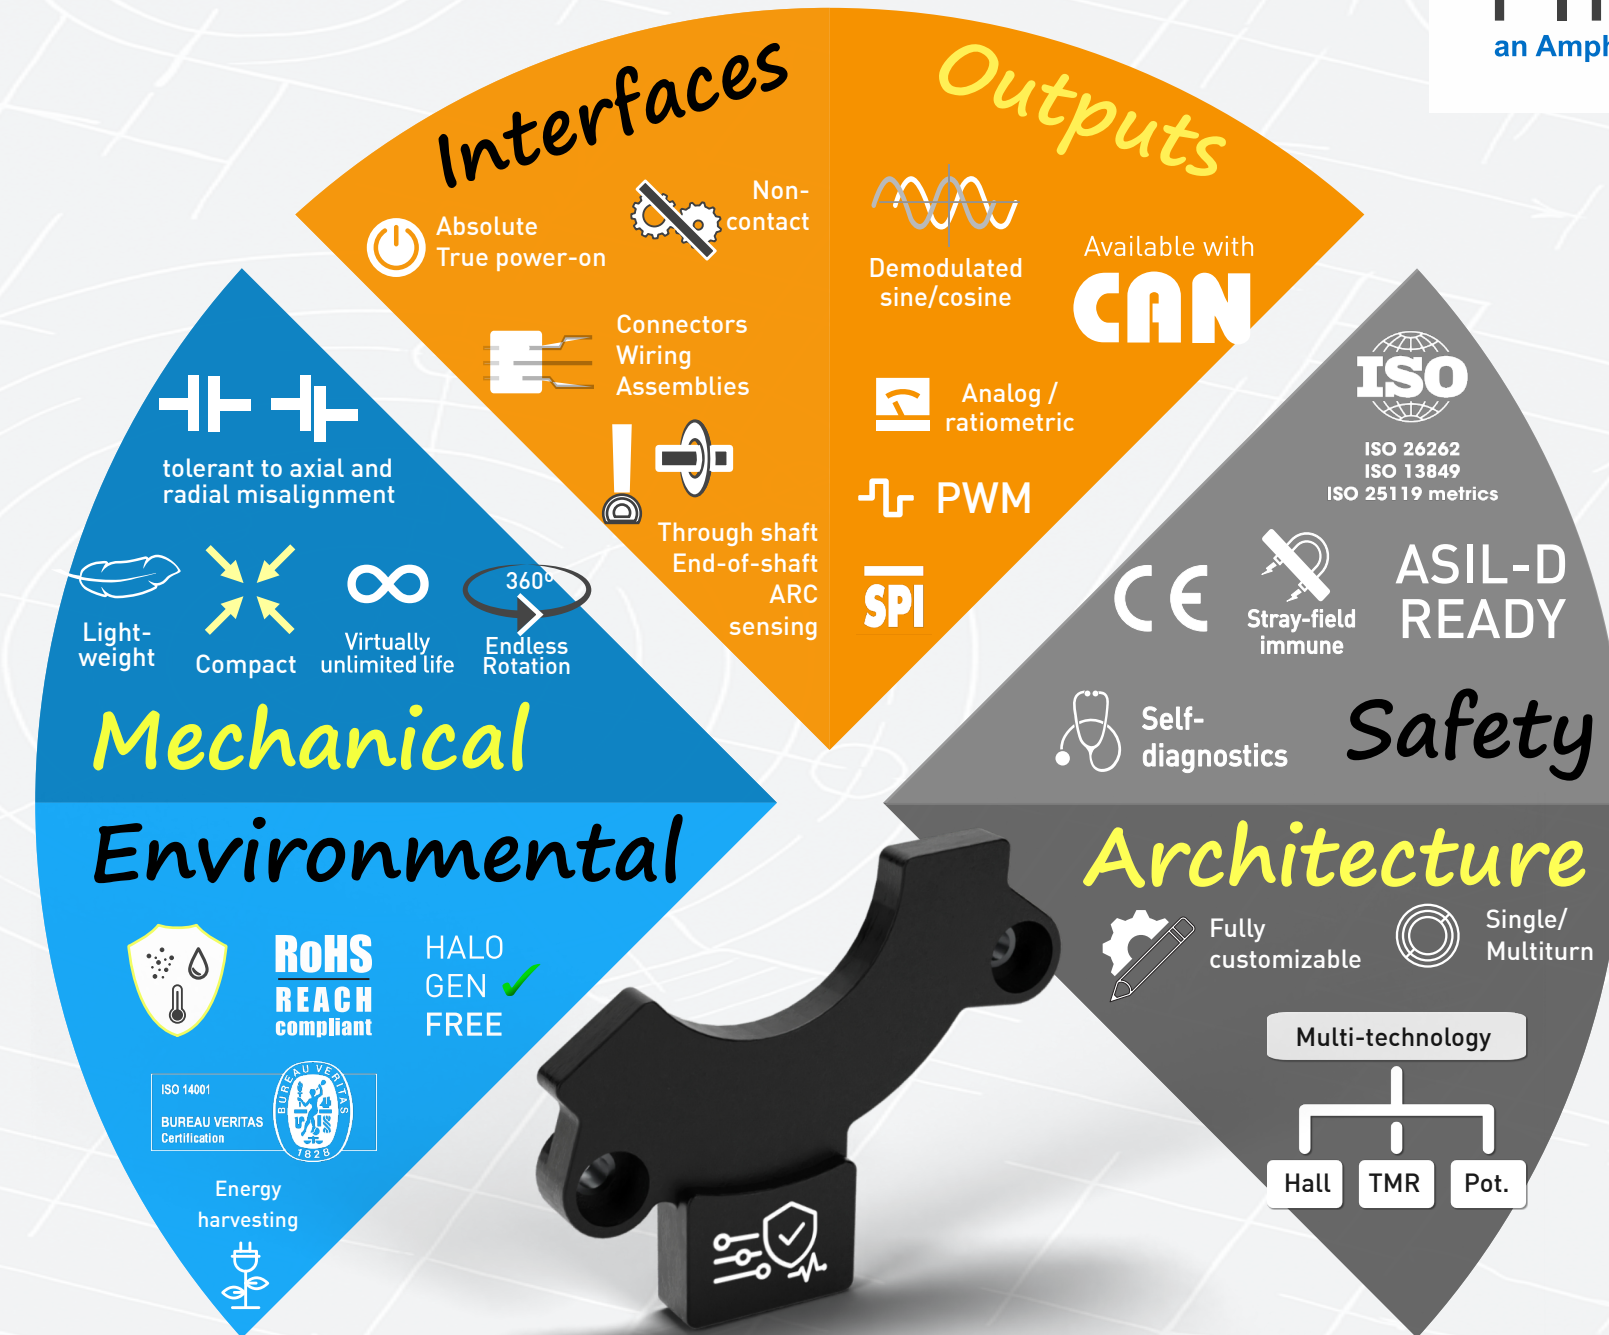 an Amph
Interfaces
Absolute
True power-on
Non-
contact
Connectors
Wiring
Assemblies
Through shaft
End-of-shaft
ARC
sensing
Outputs
Demodulated
sine/cosine
Available with
CAN
Analog /
ratiometric
PWM
SPI
tolerant to axial and
radial misalignment
Light-
weight
Compact
Virtually
unlimited life
360°
Endless
Rotation
Mechanical
Environmental
RoHS
REACH
compliant
HALO
GEN
FREE
ISO 14001
BUREAU VERITAS
Certification
BUREAU VERITAS
1828
Energy
harvesting
ISO
ISO 26262
ISO 13849
ISO 25119 metrics
CE
Stray-field
immune
ASIL-D
READY
Self-
diagnostics
Safety
Architecture
Fully
customizable
Single/
Multiturn
Multi-technology
Hall
TMR
Pot.